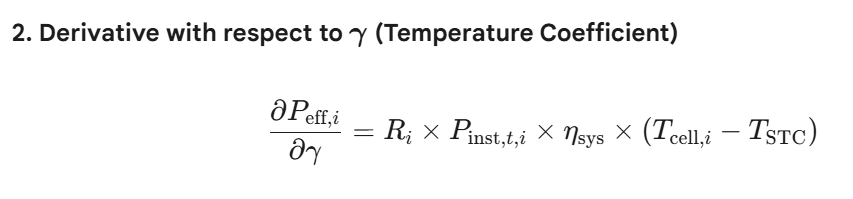 2. Derivative with respect to γ (Temperature Coefficient)
∂P_eff,i / ∂γ = R_i × P_inst,t,i × η_sys × (T_cell,i − T_STC)